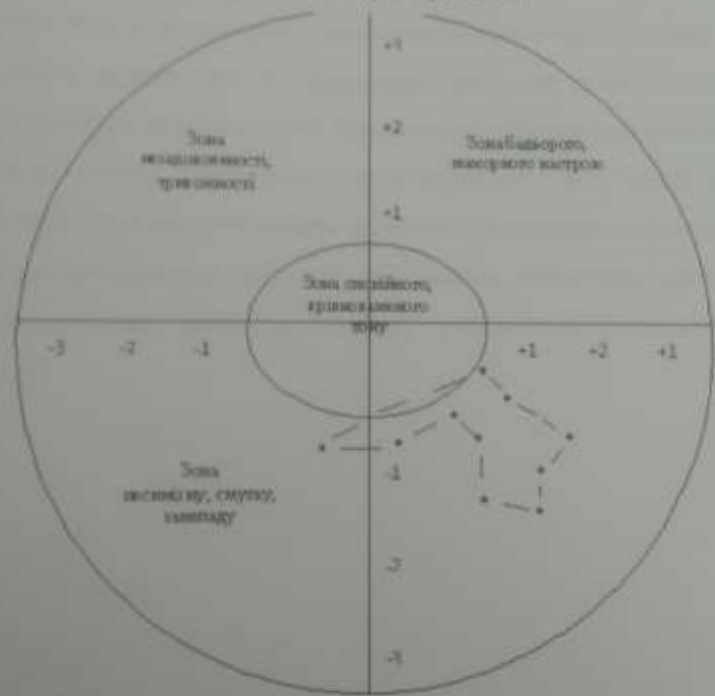 +3
+2
+1
Зона
незадоволеності,
тривожності
Зона бадьорого,
мажорного настрою
Зона спокійного,
врівноваженого
тону
-3 -2 -1 +1 +2 +1
-1
Зона
песимізму, смутку,
занепаду
-2
-3